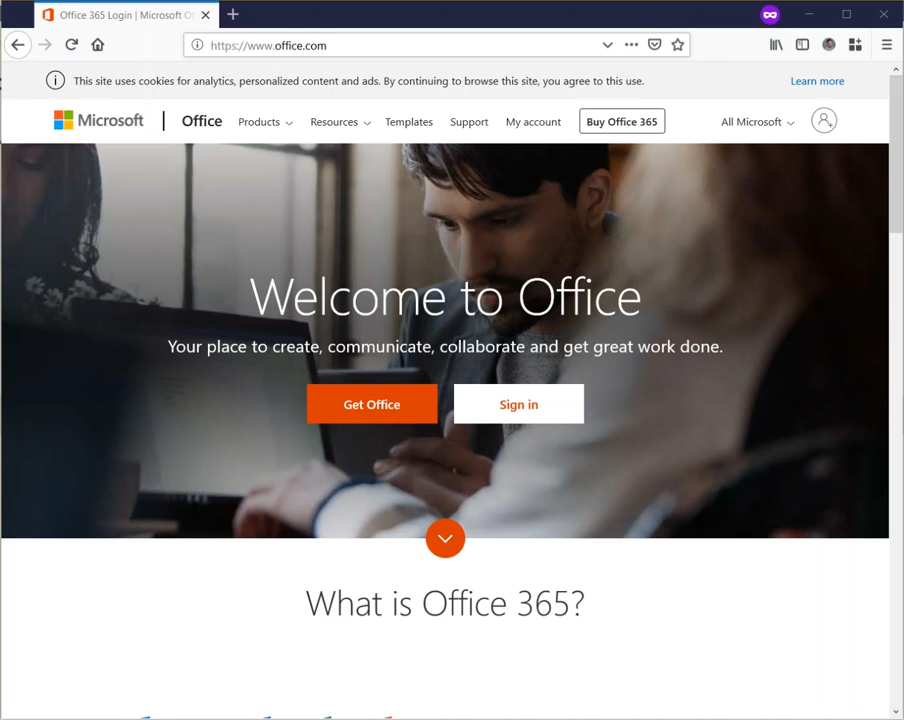 Office 365 Login | Microsoft Of
https://www.office.com
This site uses cookies for analytics, personalized content and ads. By continuing to browse this site, you agree to this use.
Learn more
Microsoft
Office
Products
Resources
Templates
Support
My account
Buy Office 365
All Microsoft
Welcome to Office
Your place to create, communicate, collaborate and get great work done.
Get Office
Sign in
What is Office 365?